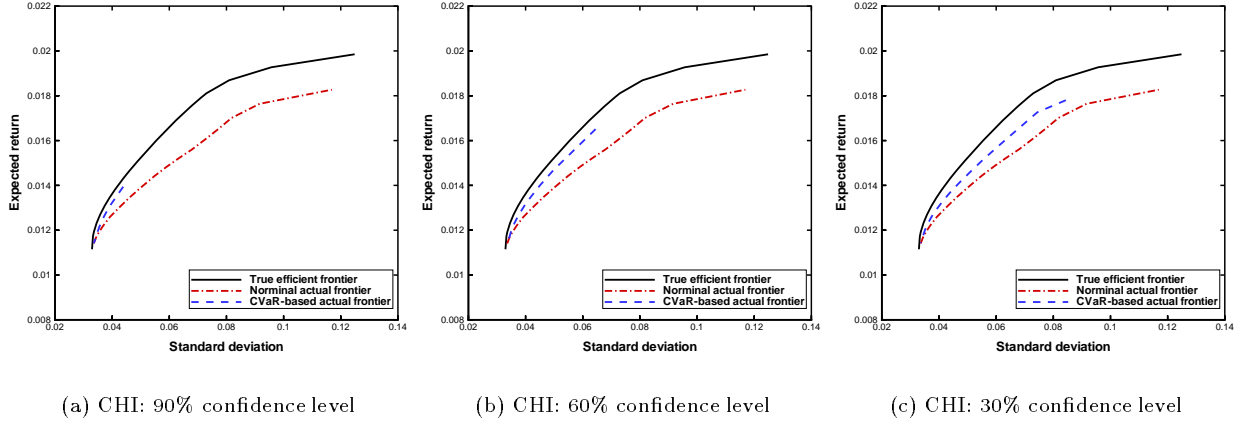 0.022
0.02
0.018
0.016
0.014
0.012
0.01
0.008
Expected return
0.02 0.04 0.06 0.08 0.1 0.12 0.14
Standard deviation
True efficient frontier
Norminal actual frontier
CVaR-based actual frontier
(a) CHI: 90% confidence level
0.022
0.02
0.018
0.016
0.014
0.012
0.01
0.008
Expected return
0.02 0.04 0.06 0.08 0.1 0.12 0.14
Standard deviation
True efficient frontier
Norminal actual frontier
CVaR-based actual frontier
(b) CHI: 60% confidence level
0.022
0.02
0.018
0.016
0.014
0.012
0.01
0.008
Expected return
0.02 0.04 0.06 0.08 0.1 0.12 0.14
Standard deviation
True efficient frontier
Norminal actual frontier
CVaR-based actual frontier
(c) CHI: 30% confidence level